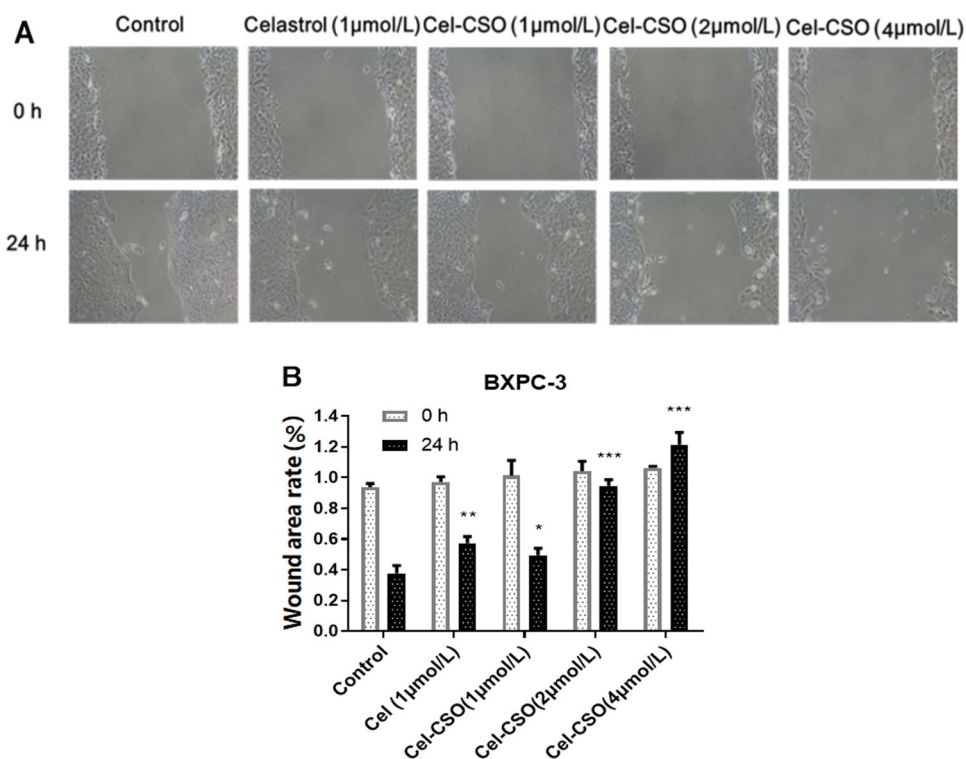 A
Control Celastrol (1μmol/L) Cel-CSO (1μmol/L) Cel-CSO (2μmol/L) Cel-CSO (4μmol/L)
0 h
24 h
B
BXPC-3
Wound area rate (%)
1.4
1.2
1.0
0.8
0.6
0.4
0.2
0.0
0 h
24 h
**
*
***
***
Control
Cel (1μmol/L)
Cel-CSO(1μmol/L)
Cel-CSO(2μmol/L)
Cel-CSO(4μmol/L)